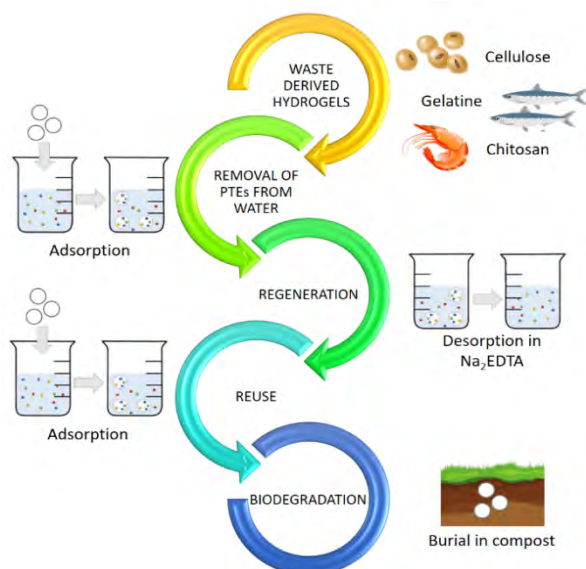 WASTE
DERIVED
HYDROGELS
Cellulose
Gelatine
Chitosan
REMOVAL OF
PTEs FROM
WATER
Adsorption
REGENERATION
Desorption in
Na₂EDTA
REUSE
Adsorption
BIODEGRADATION
Burial in compost